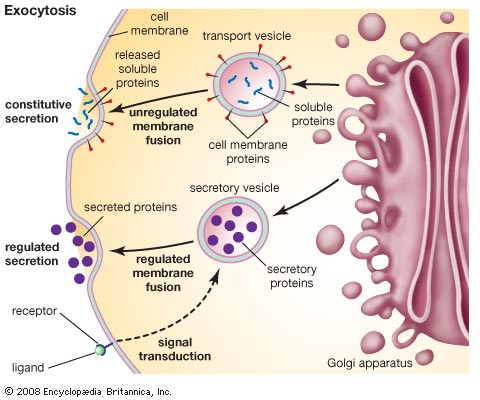 Exocytosis
cell
membrane
transport vesicle
released
soluble
proteins
constitutive
secretion
unregulated
membrane
fusion
soluble
proteins
cell membrane
proteins
secretory vesicle
secreted proteins
regulated
secretion
regulated
membrane
fusion
secretory
proteins
receptor
signal
transduction
ligand
Golgi apparatus
© 2008 Encyclopædia Britannica, Inc.